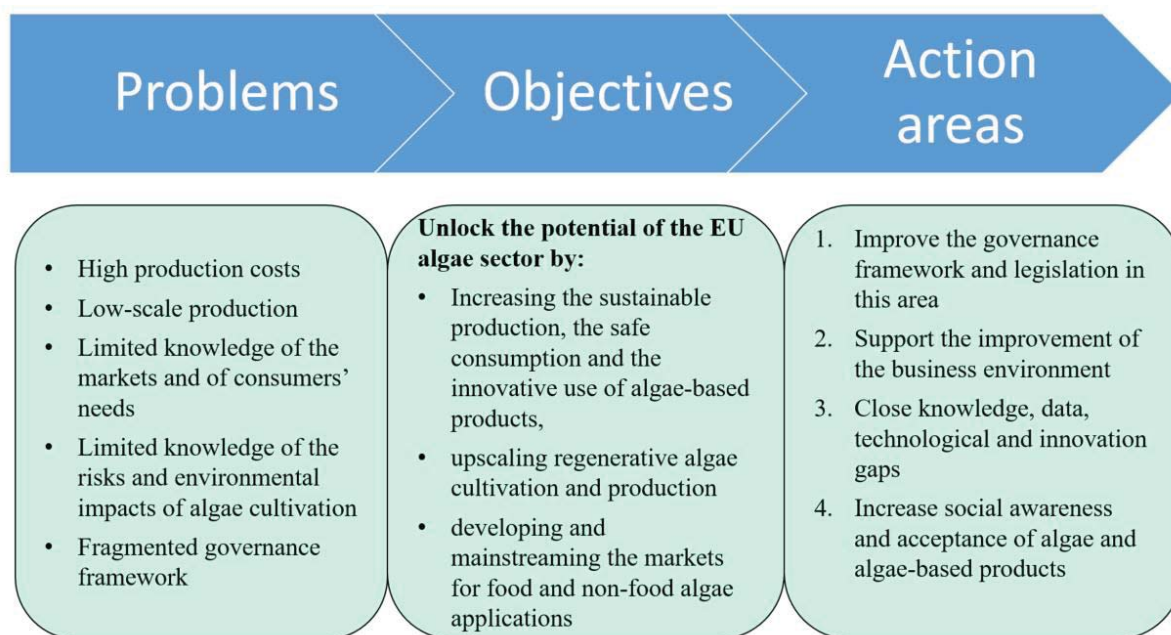 Problems
Objectives
Action
areas
• High production costs
• Low-scale production
• Limited knowledge of the
markets and of consumers’
needs
• Limited knowledge of the
risks and environmental
impacts of algae cultivation
• Fragmented governance
framework
Unlock the potential of the EU
algae sector by:
• Increasing the sustainable
production, the safe
consumption and the
innovative use of algae-based
products,
• upscaling regenerative algae
cultivation and production
• developing and
mainstreaming the markets
for food and non-food algae
applications
1. Improve the governance
framework and legislation in
this area
2. Support the improvement of
the business environment
3. Close knowledge, data,
technological and innovation
gaps
4. Increase social awareness
and acceptance of algae and
algae-based products